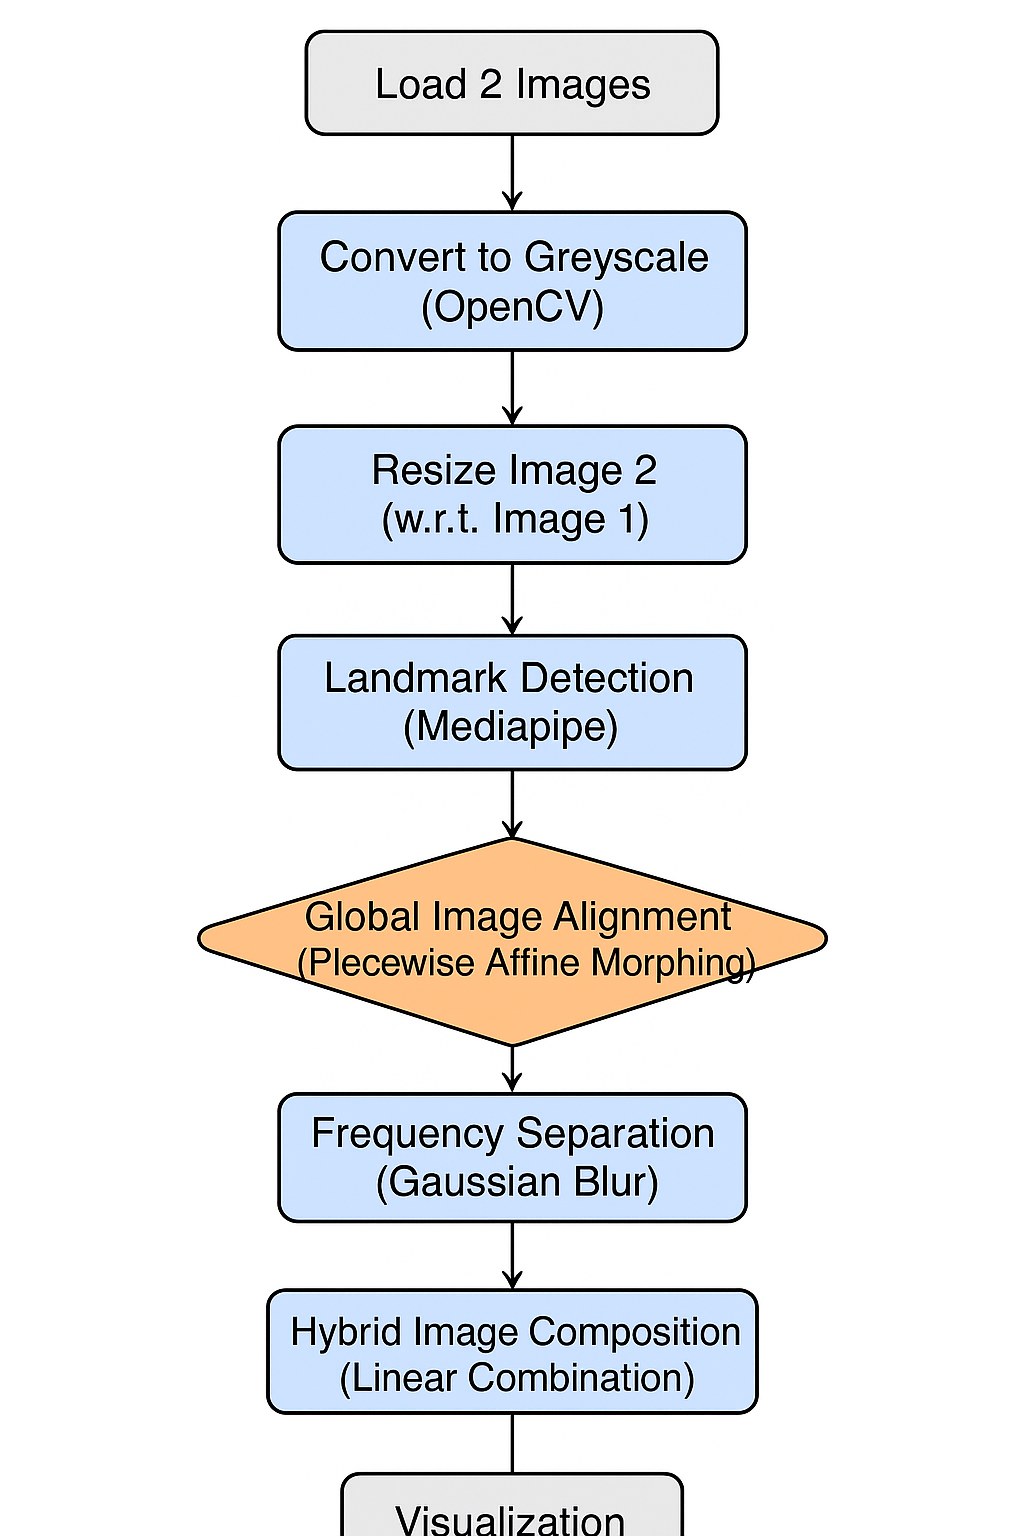 Load 2 Images
Convert to Greyscale
(OpenCV)
Resize Image 2
(w.r.t. Image 1)
Landmark Detection
(Mediapipe)
Global Image Alignment
(Plecewise Affine Morphing)
Frequency Separation
(Gaussian Blur)
Hybrid Image Composition
(Linear Combination)
Visualization